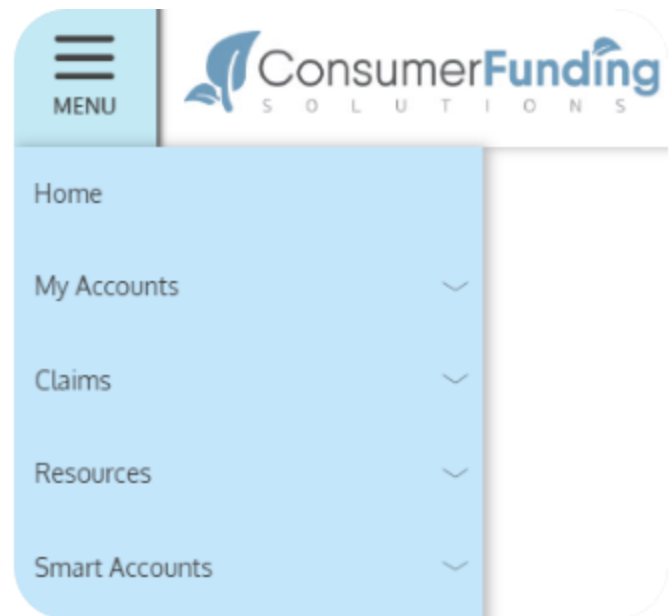 MENU
ConsumerFunding
SOLUTIONS
Home
My Accounts
Claims
Resources
Smart Accounts